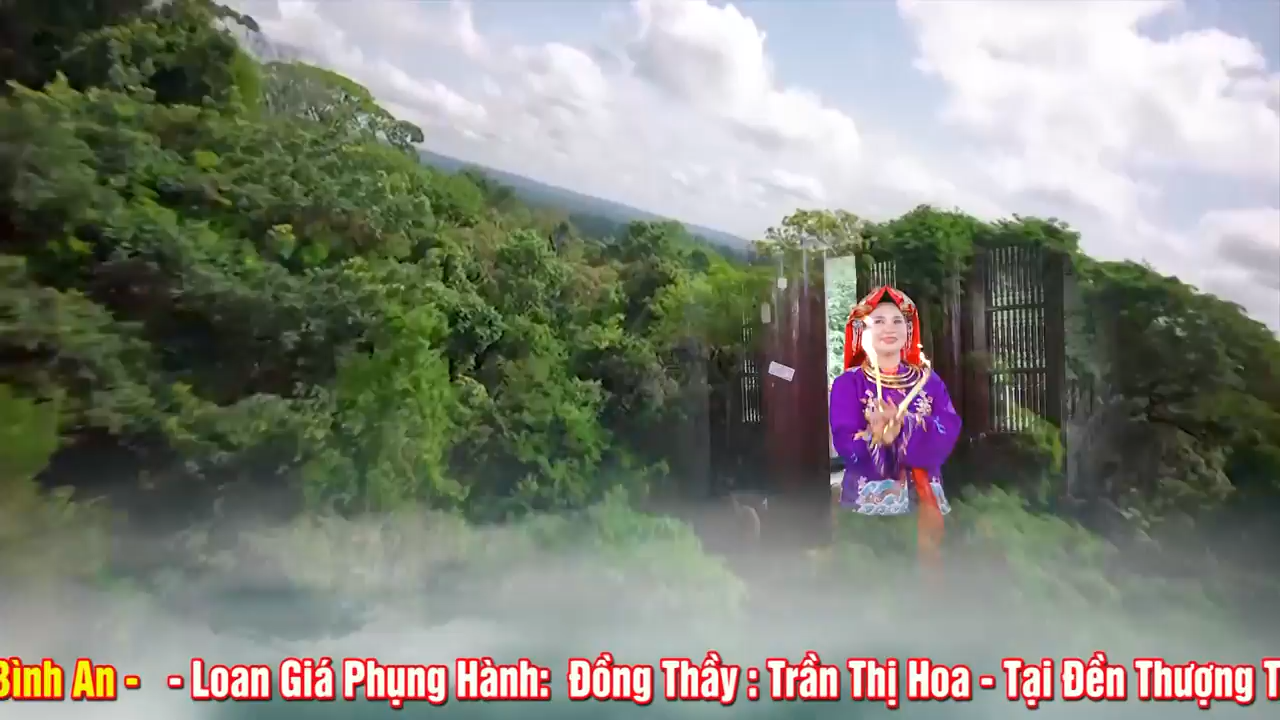 Bình An - - Loan Giá Phụng Hành: Đồng Thầy : Trần Thị Hoa - Tại Đền Thượng